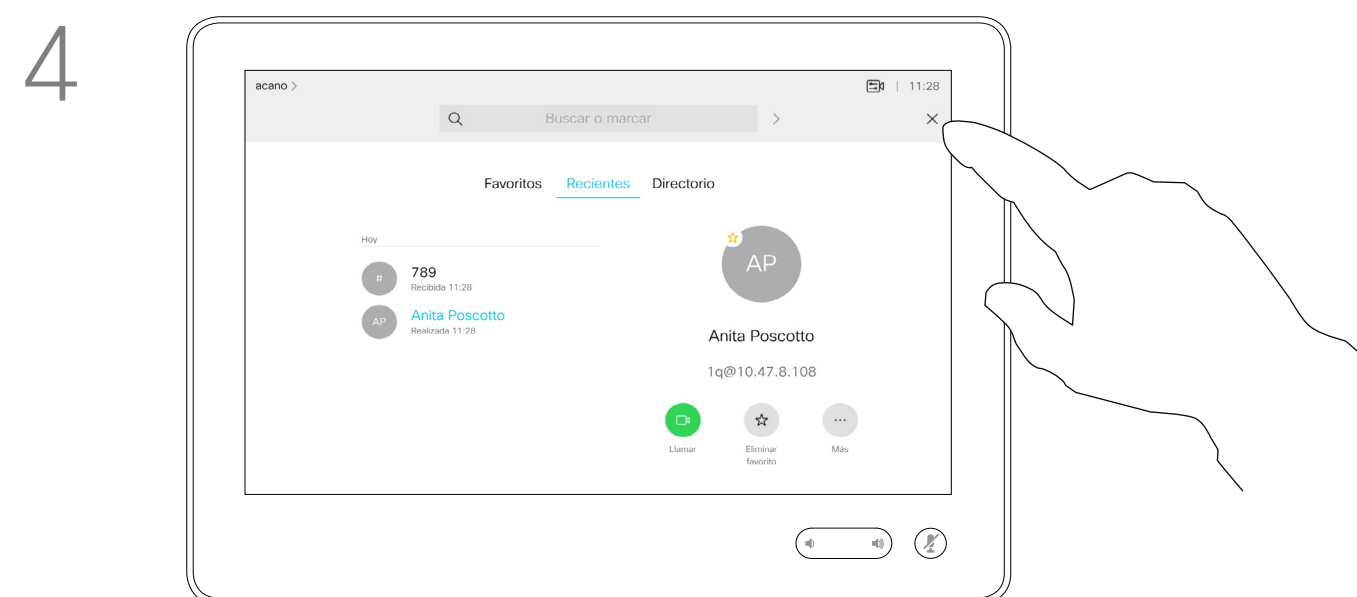 4
acano >
11:28
Buscar o marcar
Favoritos Recientes Directorio
Hoy
#
789
Recibida 11:28
AP
Anita Poscotto
Realizada 11:28
AP
Anita Poscotto
1q@10.47.8.108
Llamar
Eliminar
favorito
Más